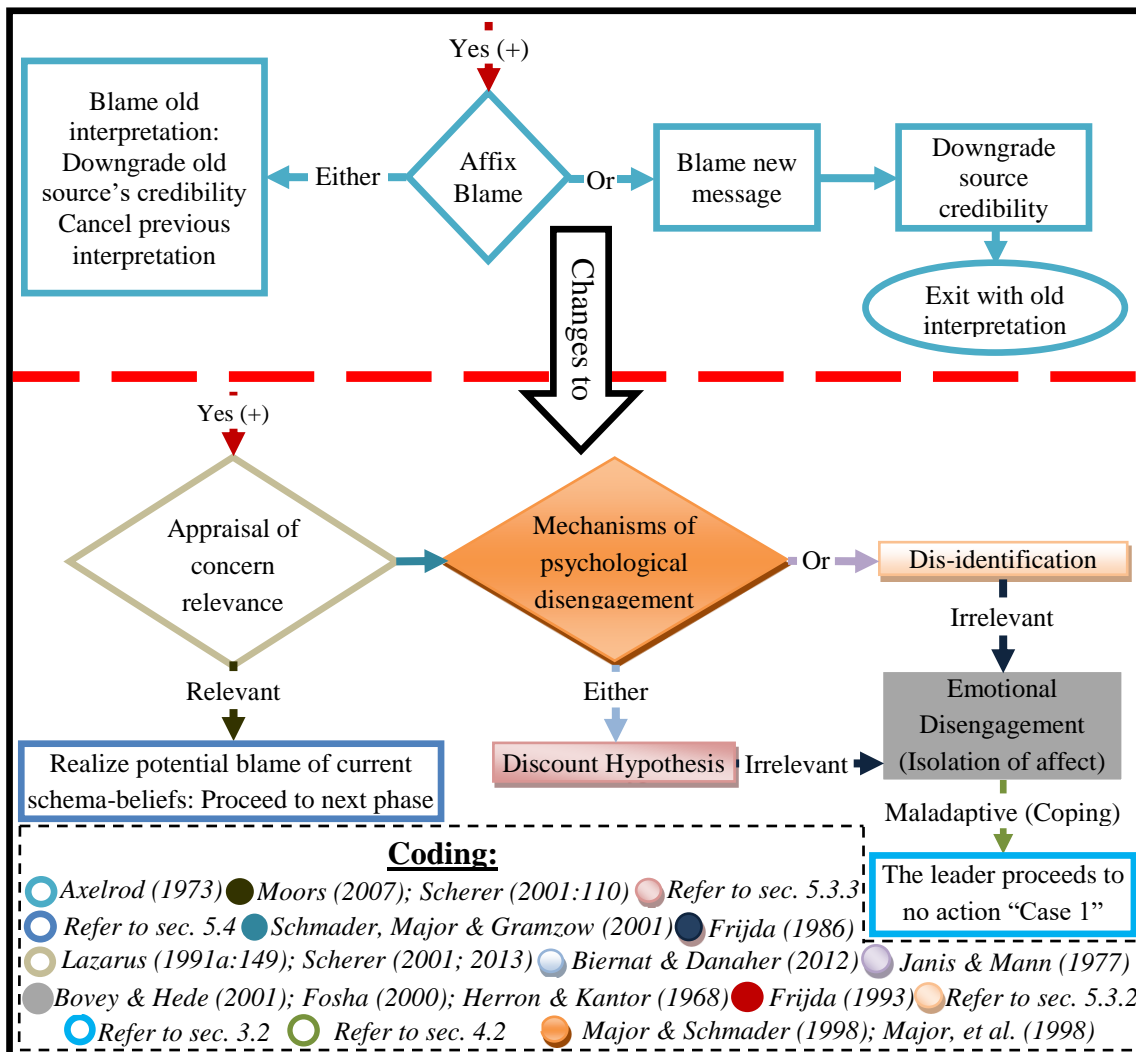 Yes (+)
Blame old
interpretation:
Downgrade old
source's credibility
Cancel previous
interpretation
Either
Affix
Blame
Or
Blame new
message
Downgrade
source
credibility
Exit with old
interpretation
Changes to
Yes (+)
Appraisal of
concern
relevance
Mechanisms of
psychological
disengagement
Or
Dis-identification
Irrelevant
Relevant
Either
Emotional
Disengagement
(Isolation of affect)
Realize potential blame of current
schema-beliefs: Proceed to next phase
Discount Hypothesis
Irrelevant
Maladaptive (Coping)
The leader proceeds to
no action “Case 1”
Coding:
Axelrod (1973) Moors (2007); Scherer (2001:110) Refer to sec. 5.3.3
Refer to sec. 5.4 Schmader, Major & Gramzow (2001) Frijda (1986)
Lazarus (1991a:149); Scherer (2001; 2013) Biernat & Danaher (2012) Janis & Mann (1977)
Bovey & Hede (2001); Fosha (2000); Herron & Kantor (1968) Frijda (1993) Refer to sec. 5.3.2
Refer to sec. 3.2 Refer to sec. 4.2 Major & Schmader (1998); Major, et al. (1998)